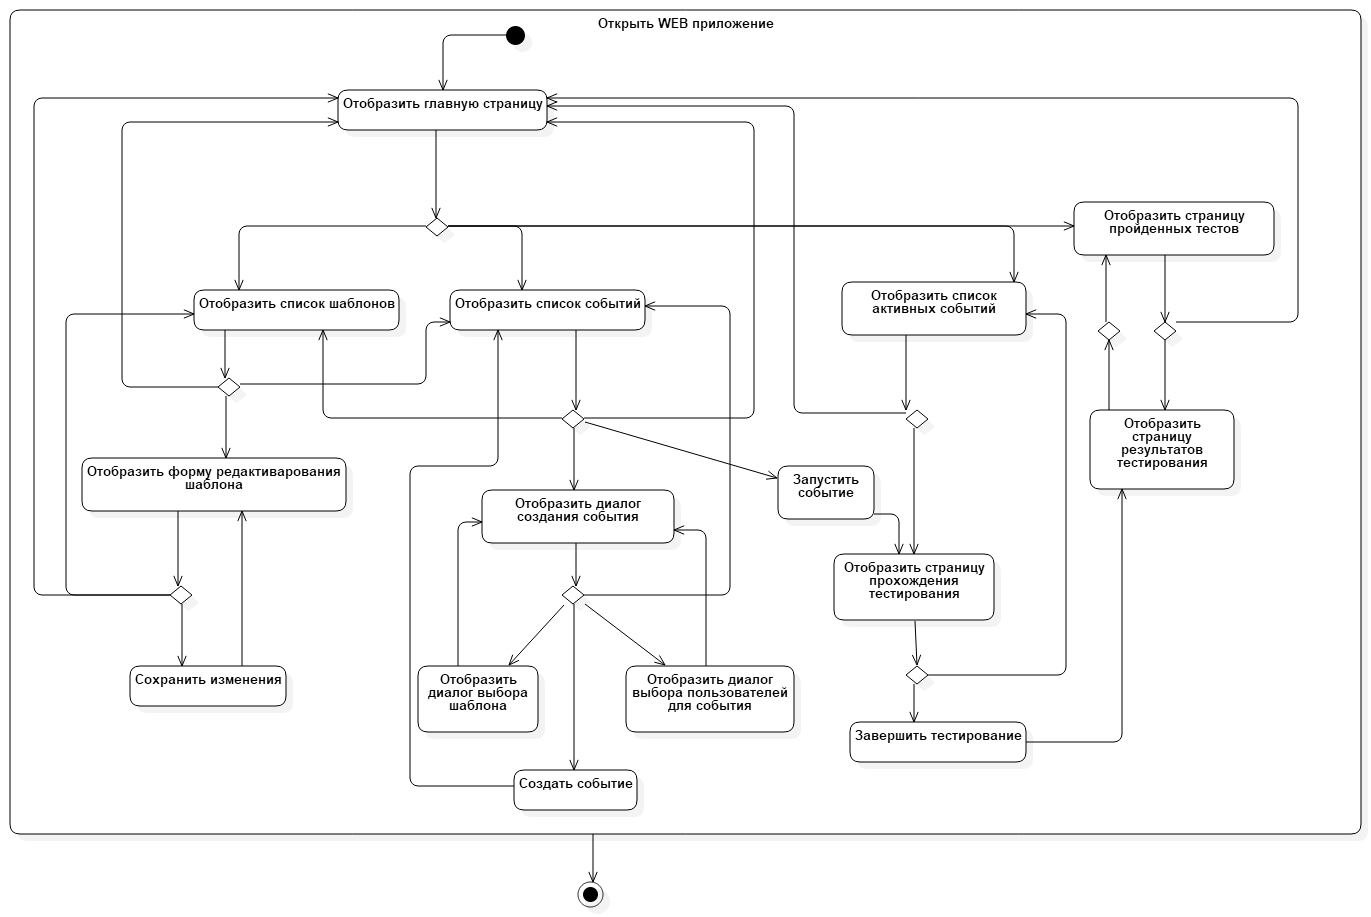 Открыть WEB приложение
Отобразить главную страницу
Отобразить страницу
пройденных тестов
Отобразить список шаблонов
Отобразить список событий
Отобразить список
активных событий
Отобразить
страницу
результатов
тестирования
Отобразить форму редактиварования
шаблона
Запустить
событие
Отобразить диалог
создания события
Отобразить страницу
прохождения
тестирования
Сохранить изменения
Отобразить
диалог выбора
шаблона
Отобразить диалог
выбора пользователей
для события
Завершить тестирование
Создать событие